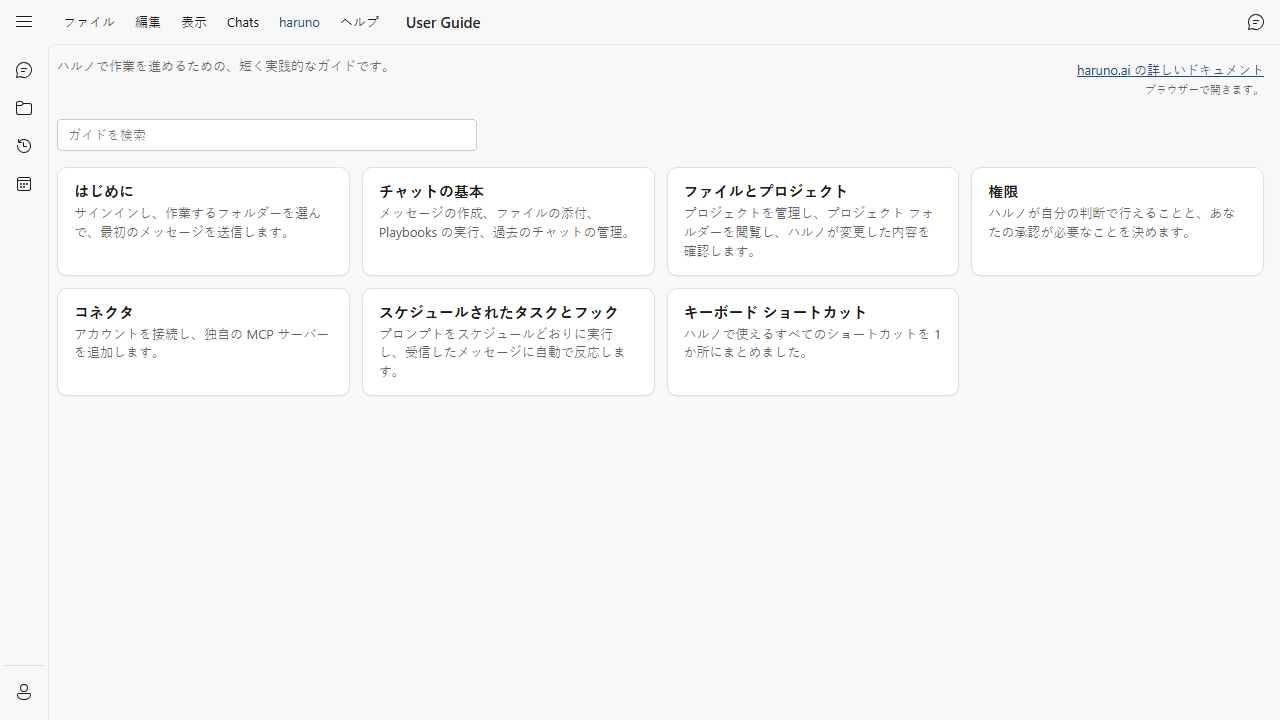 ファイル 編集 表示 Chats haruno ヘルプ User Guide
ハルノで作業を進めるための、短く実践的なガイドです。
haruno.ai の詳しいドキュメント
ブラウザーで開きます。
ガイドを検索
はじめに
サインインし、作業するフォルダーを選ん
で、最初のメッセージを送信します。
チャットの基本
メッセージの作成、ファイルの添付、
Playbooks の実行、過去のチャットの管理。
ファイルとプロジェクト
プロジェクトを管理し、プロジェクト フォ
ルダーを閲覧し、ハルノが変更した内容を
確認します。
権限
ハルノが自分の判断で行えることと、あな
たの承認が必要なことを決めます。
コネクタ
アカウントを接続し、独自の MCP サーバー
を追加します。
スケジュールされたタスクとフック
プロンプトをスケジュールどおりに実行
し、受信したメッセージに自動で反応しま
す。
キーボード ショートカット
ハルノで使えるすべてのショートカットを 1
か所にまとめました。